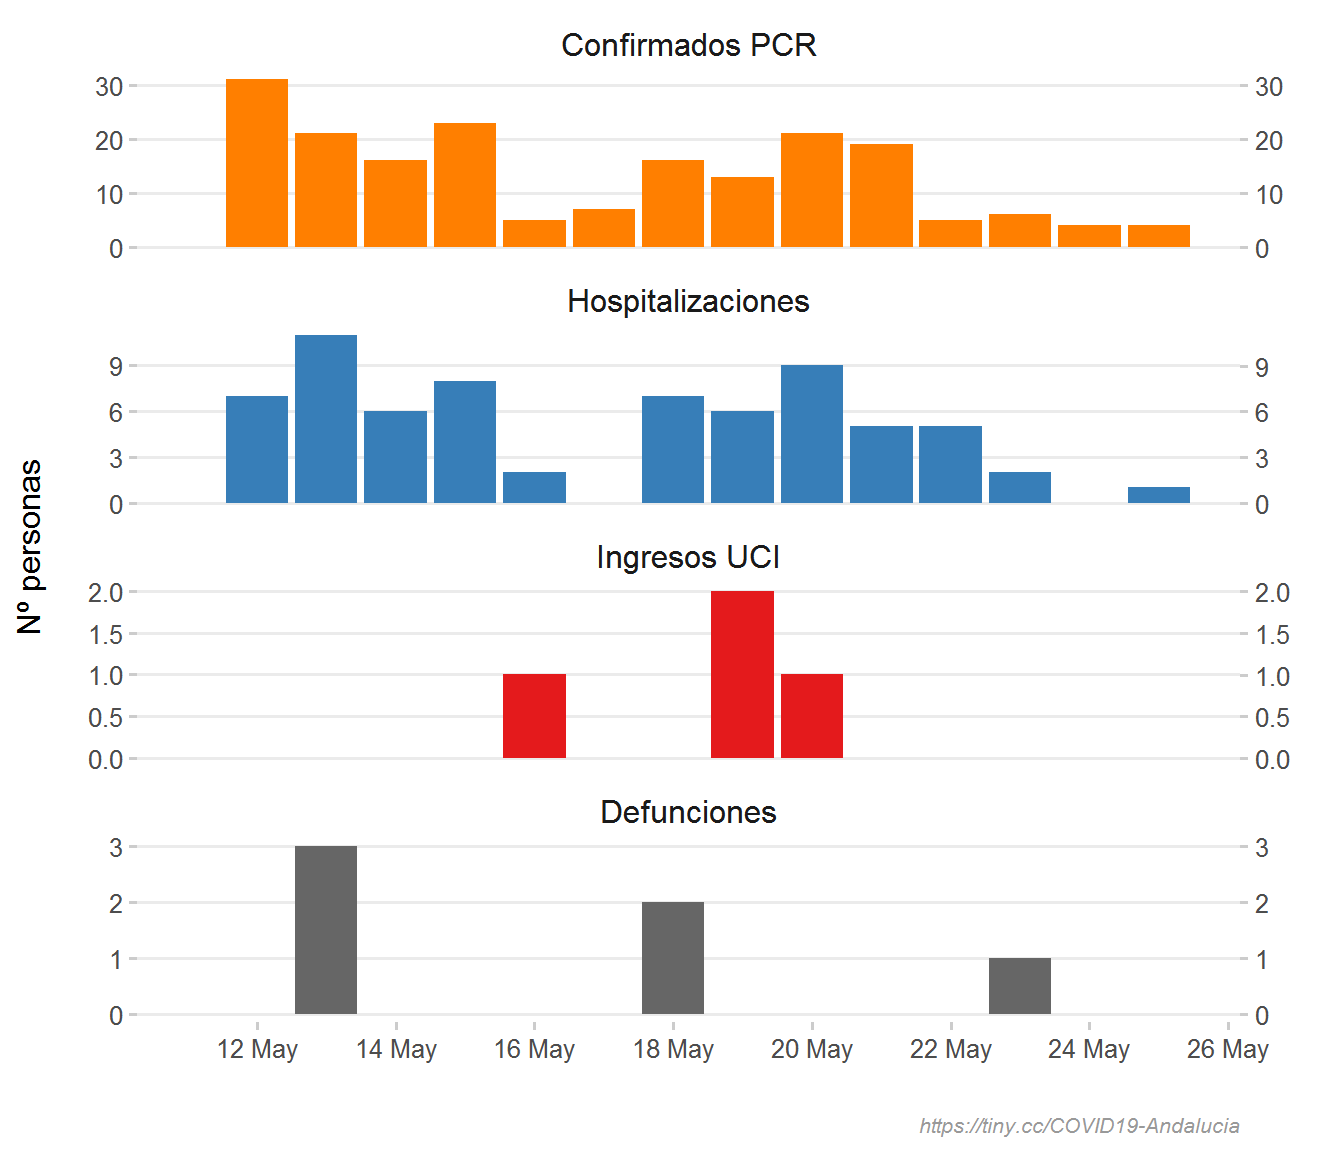 Confirmados PCR
30 30
20 20
10 10
0 0
Hospitalizaciones
9 9
6 6
3 3
0 0
Nº personas
Ingresos UCI
2.0 2.0
1.5 1.5
1.0 1.0
0.5 0.5
0.0 0.0
Defunciones
3 3
2 2
1 1
0 0
12 May 14 May 16 May 18 May 20 May 22 May 24 May 26 May
https://tiny.cc/COVID19-Andalucia